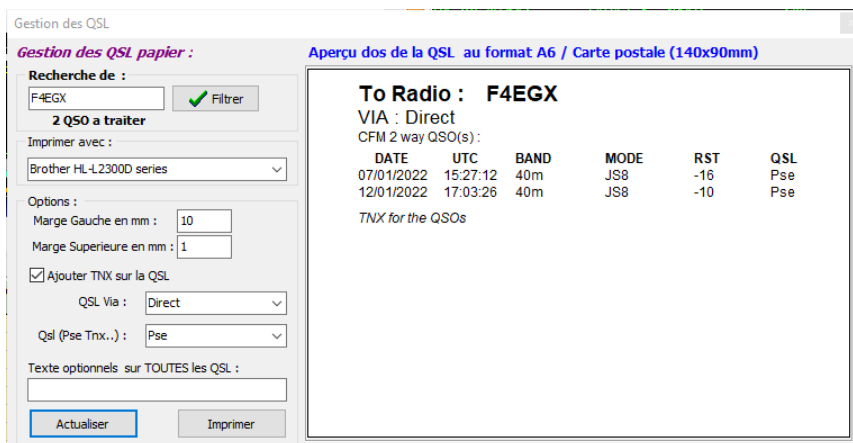 Gestion des QSL
Gestion des QSL papier :
Recherche de :
F4EGX
Filtrer
2 QSO a traiter
Imprimer avec :
Brother HL-L2300D series
Options :
Marge Gauche en mm : 10
Marge Superieure en mm : 1
Ajouter TNX sur la QSL
QSL Via : Direct
Qsl (Pse Tnx..) : Pse
Texte optionnels sur TOUTES les QSL :
Actualiser Imprimer
Aperçu dos de la QSL au format A6 / Carte postale (140x90mm)
To Radio : F4EGX
VIA : Direct
CFM 2 way QSO(s) :
DATE UTC BAND MODE RST QSL
07/01/2022 15:27:12 40m JS8 -16 Pse
12/01/2022 17:03:26 40m JS8 -10 Pse
TNX for the QSOs